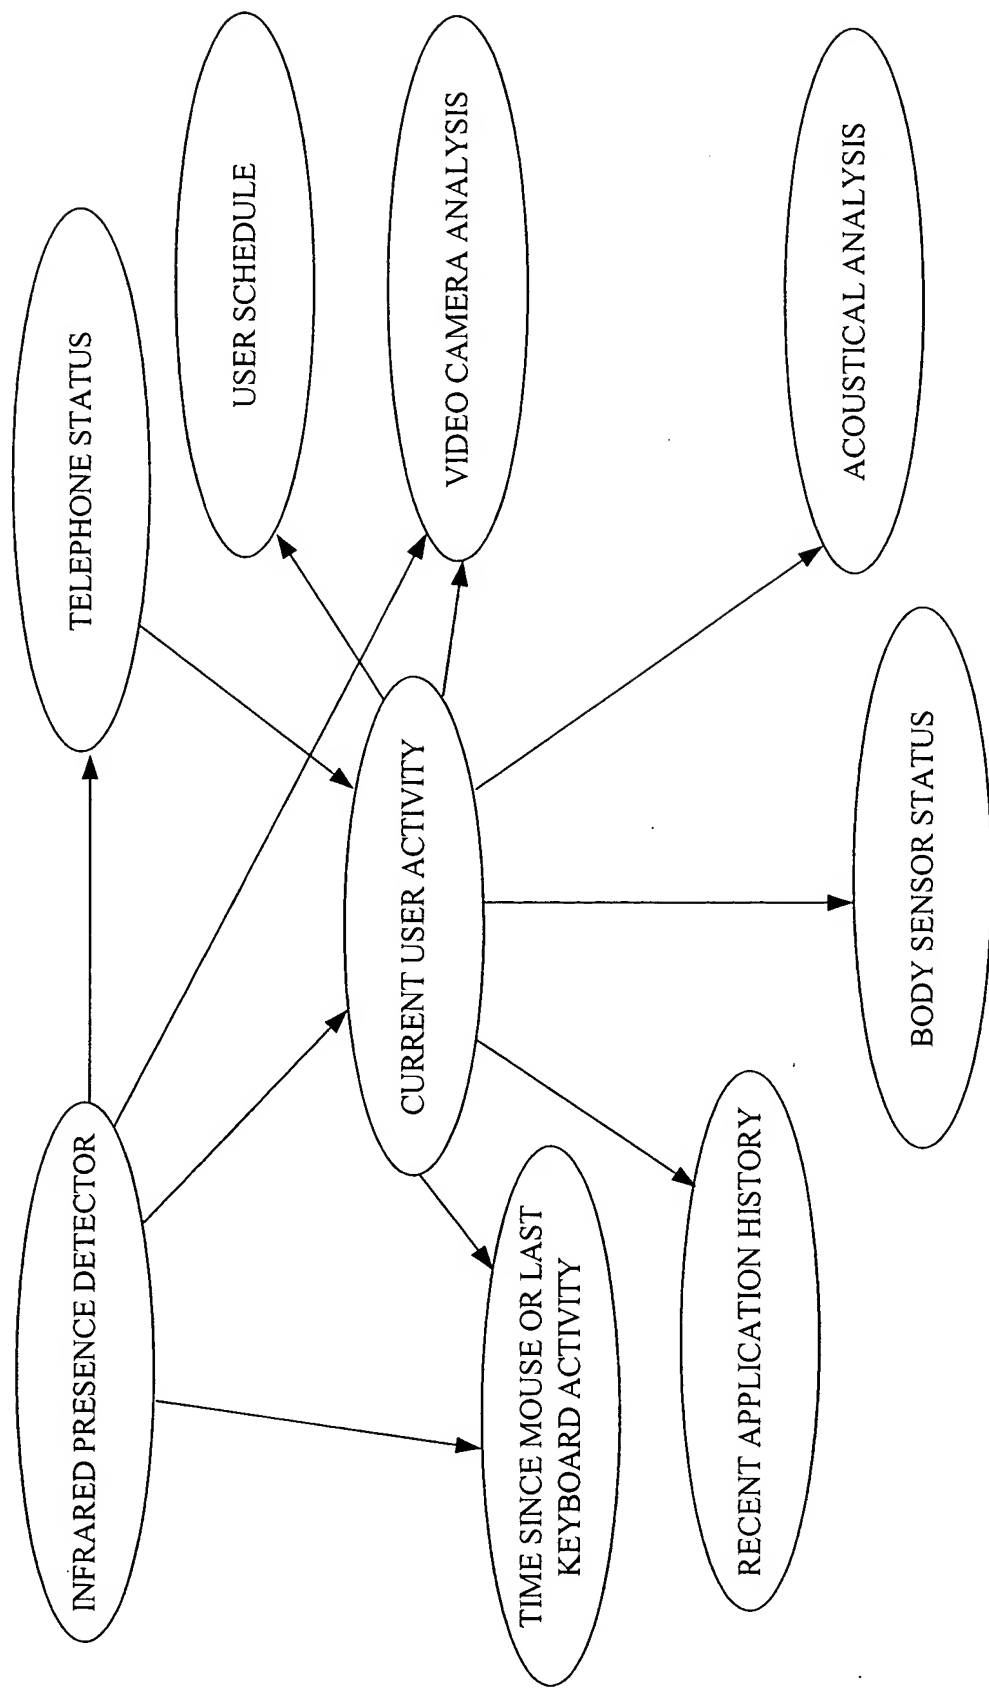 INFRARED PRESENCE DETECTOR
TELEPHONE STATUS
USER SCHEDULE
CURRENT USER ACTIVITY
VIDEO CAMERA ANALYSIS
TIME SINCE MOUSE OR LAST
KEYBOARD ACTIVITY
RECENT APPLICATION HISTORY
ACOUSTICAL ANALYSIS
BODY SENSOR STATUS